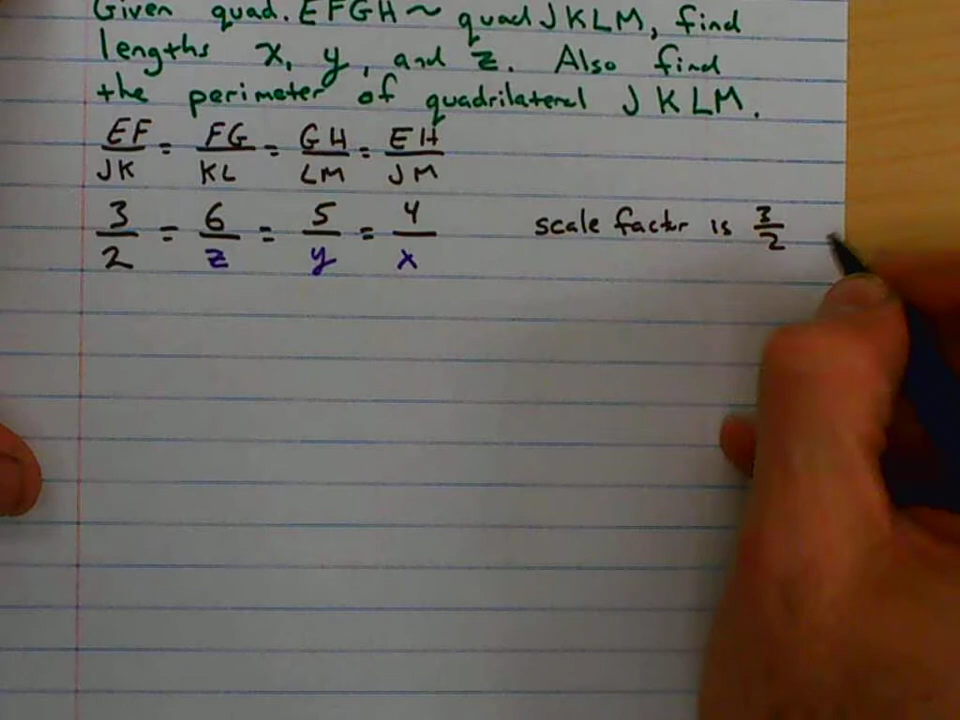 Given quad. EFGH ~ quad JKLM, find
lengths x, y, and z. Also find
the perimeter of quadrilateral JKLM.
EF/JK = FG/KL = GH/LM = EH/JM
3/2 = 6/z = 5/y = 4/x scale factor is 3/2